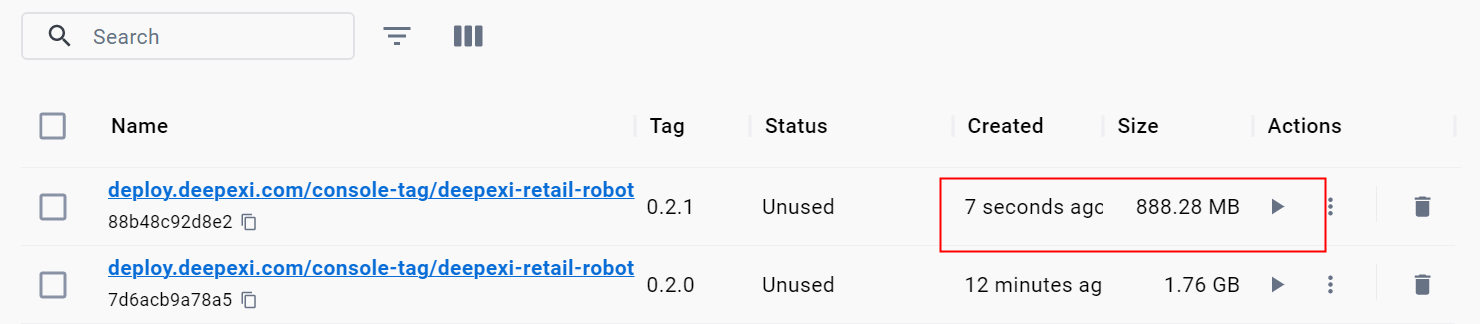 Search
Name Tag Status Created Size Actions
deploy.deepexi.com/console-tag/deepexi-retail-robot 0.2.1 Unused 7 seconds agc 888.28 MB
88b48c92d8e2
deploy.deepexi.com/console-tag/deepexi-retail-robot 0.2.0 Unused 12 minutes ag 1.76 GB
7d6acb9a78a5